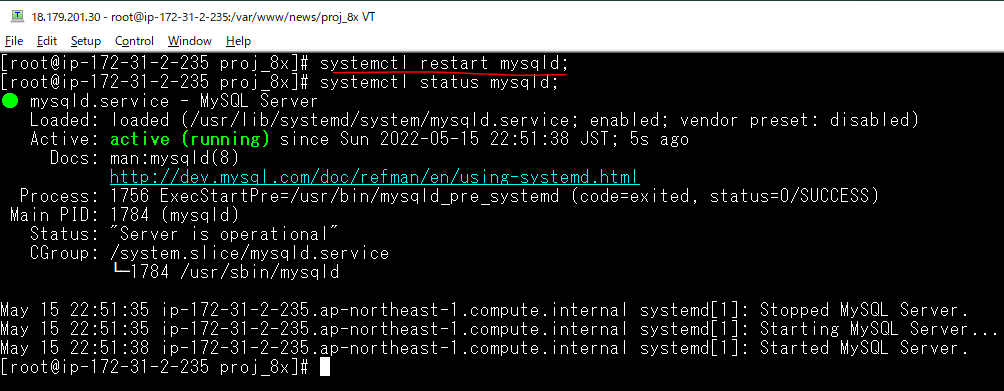 18.179.201.30 - root@ip-172-31-2-235:/var/www/news/proj_8x VT
File Edit Setup Control Window Help
[root@ip-172-31-2-235 proj_8x]# systemctl restart mysqld;
[root@ip-172-31-2-235 proj_8x]# systemctl status mysqld;
● mysqld.service - MySQL Server
Loaded: loaded (/usr/lib/systemd/system/mysqld.service; enabled; vendor preset: disabled)
Active: active (running) since Sun 2022-05-15 22:51:38 JST; 5s ago
Docs: man:mysqld(8)
http://dev.mysql.com/doc/refman/en/using-systemd.html
Process: 1756 ExecStartPre=/usr/bin/mysqld_pre_systemd (code=exited, status=0/SUCCESS)
Main PID: 1784 (mysqld)
Status: "Server is operational"
CGroup: /system.slice/mysqld.service
└─1784 /usr/sbin/mysqld
May 15 22:51:35 ip-172-31-2-235.ap-northeast-1.compute.internal systemd[1]: Stopped MySQL Server.
May 15 22:51:35 ip-172-31-2-235.ap-northeast-1.compute.internal systemd[1]: Starting MySQL Server...
May 15 22:51:38 ip-172-31-2-235.ap-northeast-1.compute.internal systemd[1]: Started MySQL Server.
[root@ip-172-31-2-235 proj_8x]#